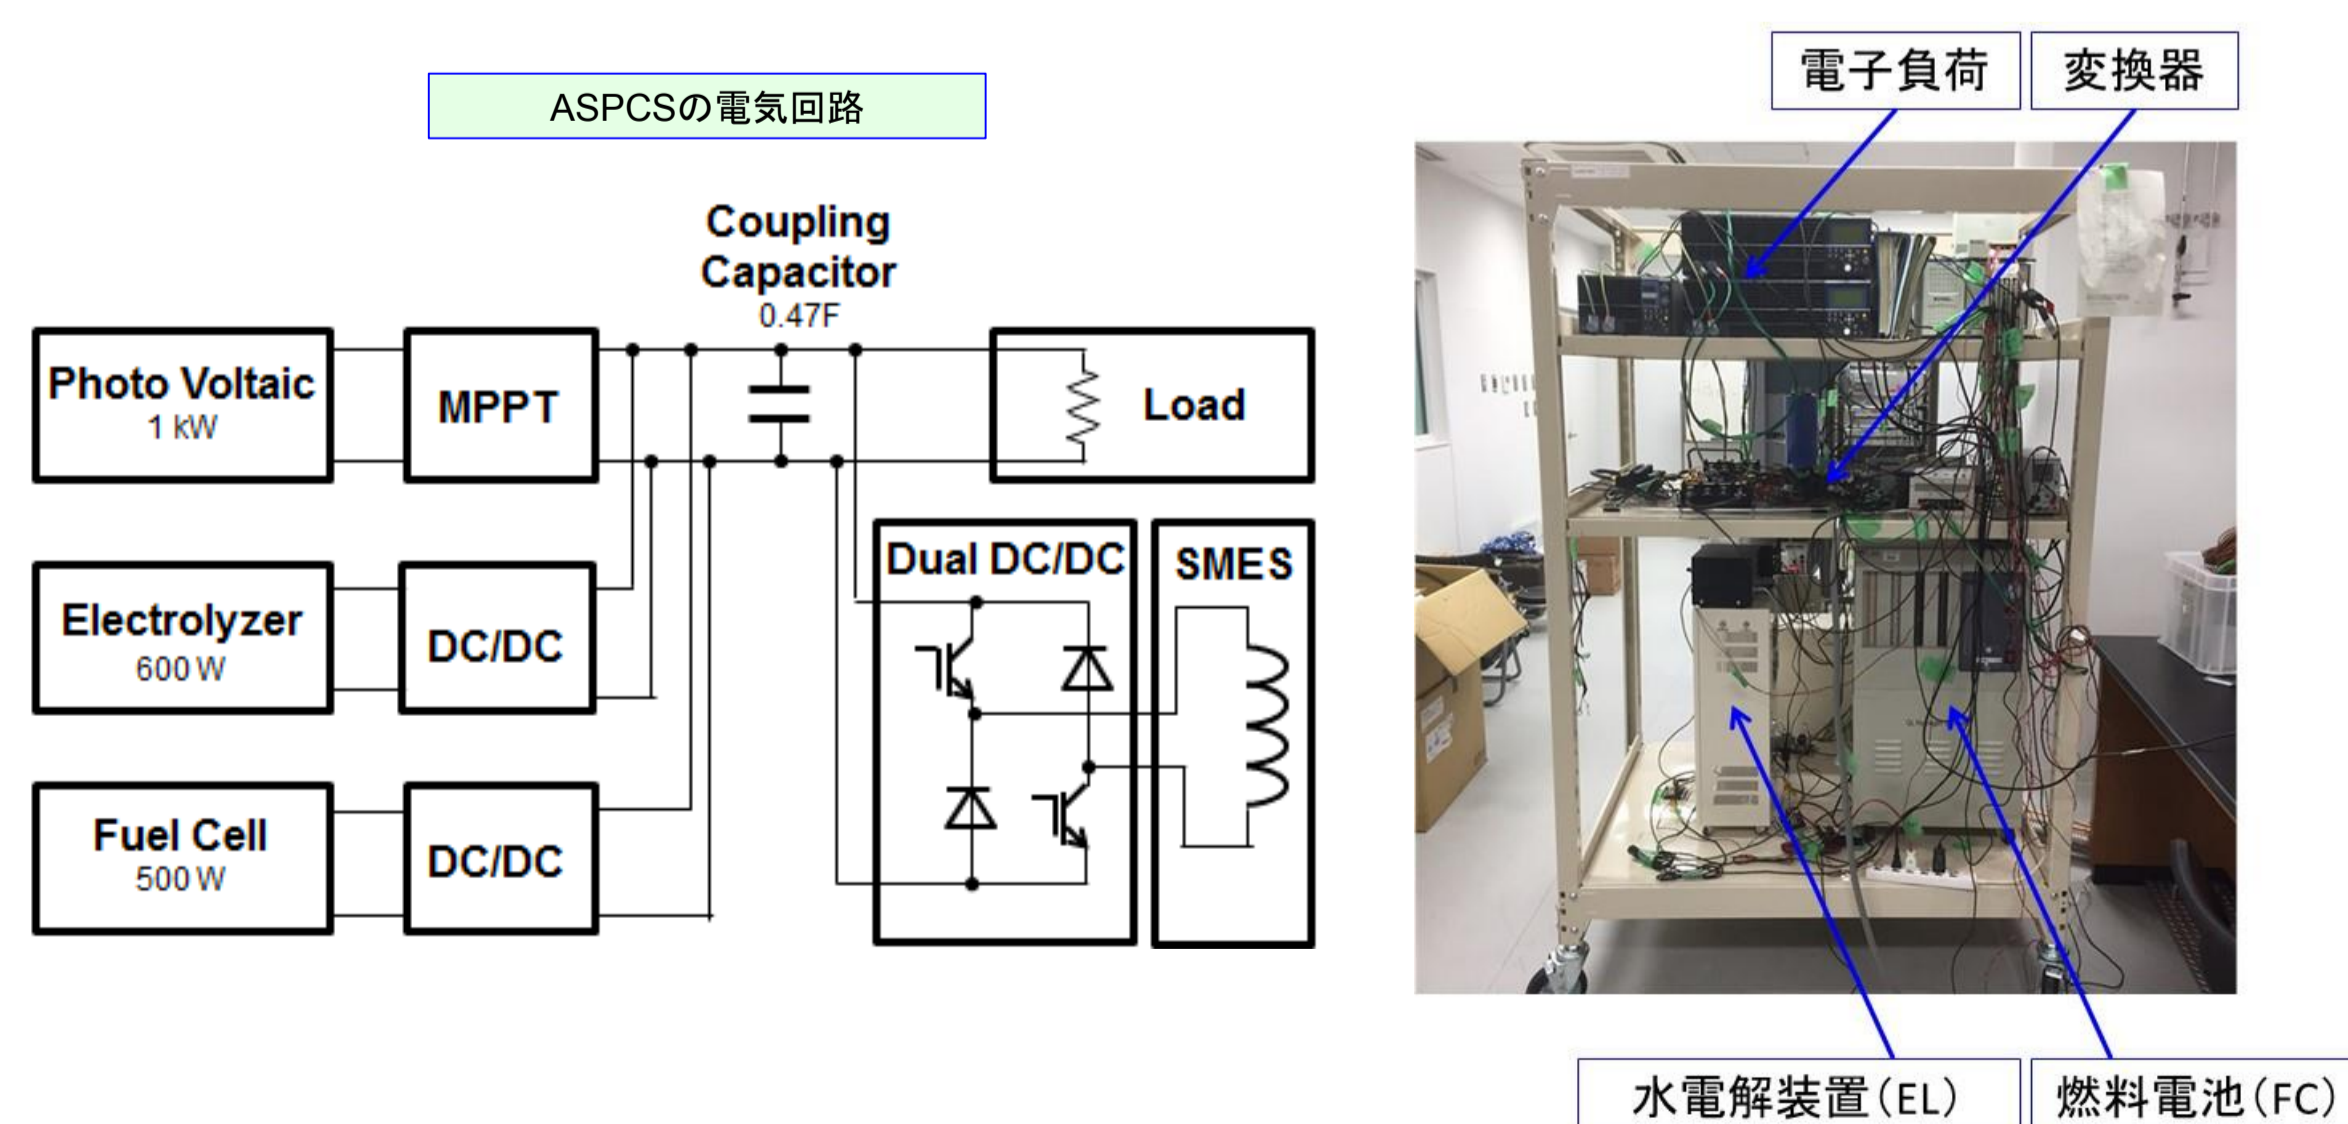 ASPCSの電気回路
電子負荷
変換器
Coupling
Capacitor
0.47F
Photo Voltaic
1 kW
MPPT
Load
Electrolyzer
600 W
DC/DC
Dual DC/DC
SMES
Fuel Cell
500 W
DC/DC
水電解装置（EL）
燃料電池（FC）